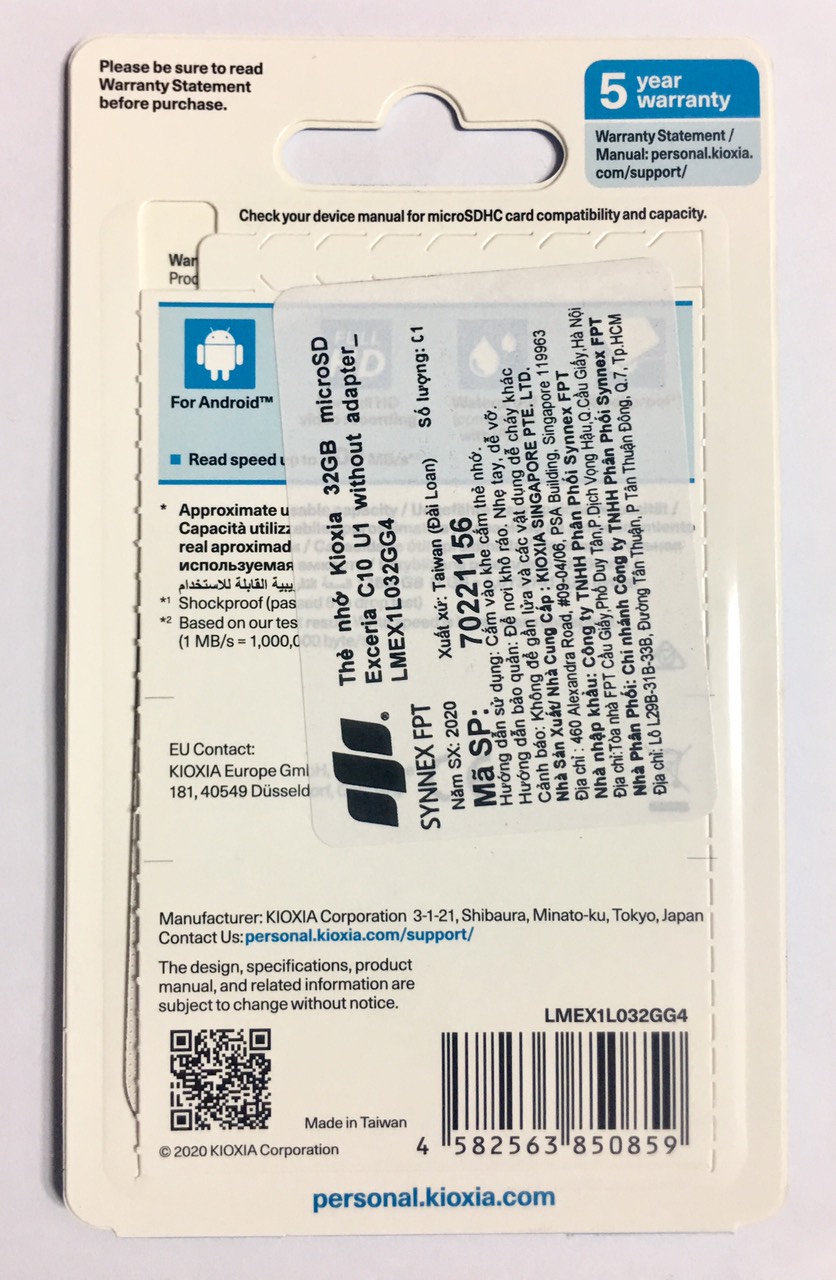 Please be sure to read
Warranty Statement
before purchase.
5 year
warranty
Warranty Statement /
Manual: personal.kioxia.
com/support/
Check your device manual for microSDHC card compatibility and capacity.
For Android™
Read speed
* Approximate
Capacità
real
используемая
القابلة للاستخدام
*¹ Shockproof
*² Based on our
(1 MB/s =
EU Contact:
KIOXIA Europe
181, 40549
SYNNEX FPT
Thẻ nhớ Kioxia 32GB microSD
Exceria C10 U1 without adapter_
LMEX1L032GG4
Số lượng: C1
Năm SX: 2020 Xuất xứ: Taiwan (Đài Loan)
Mã SP: 70221156
Hướng dẫn sử dụng: Cắm vào khe cắm thẻ nhớ.
Hướng dẫn bảo quản: Để nơi khô ráo, Nhẹ tay, dễ vỡ.
Cảnh báo: Không để gần lửa và các vật dụng dễ cháy khác
Nhà Sản Xuất/ Nhà Cung Cấp : KIOXIA SINGAPORE PTE. LTD.
Địa chỉ : 460 Alexandra Road, #09-04/06, PSA Building, Singapore 119963
Nhà nhập khẩu: Công ty TNHH Phân Phối Synnex FPT
Địa chỉ:Tòa nhà FPT Cầu Giấy,Phố Duy Tân,P.Dịch Vọng Hậu,Q.Cầu Giấy,Hà Nội
Nhà Phân Phối: Chi nhánh Công ty TNHH Phân Phối Synnex FPT
Địa chỉ: Lô L29B-31B-33B, Đường Tân Thuận, P Tân Thuận Đông, Q.7, Tp.HCM
Manufacturer: KIOXIA Corporation 3-1-21, Shibaura, Minato-ku, Tokyo, Japan
Contact Us: personal.kioxia.com/support/
The design, specifications, product
manual, and related information are
subject to change without notice.
LMEX1L032GG4
Made in Taiwan
© 2020 KIOXIA Corporation
4 582563 850859
personal.kioxia.com